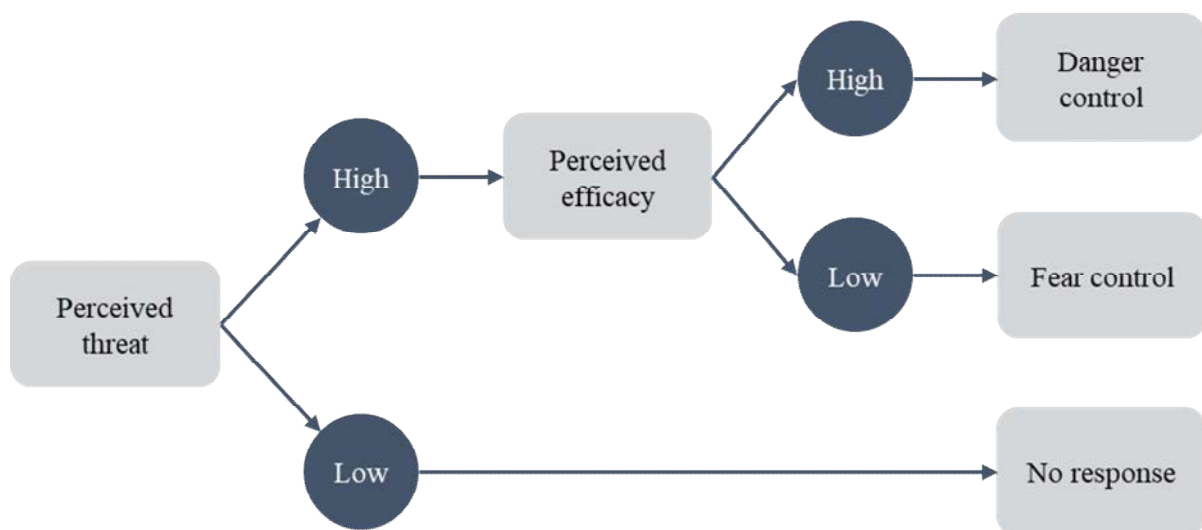 High
Danger
control
High
Perceived
efficacy
Low
Fear control
Perceived
threat
Low
No response